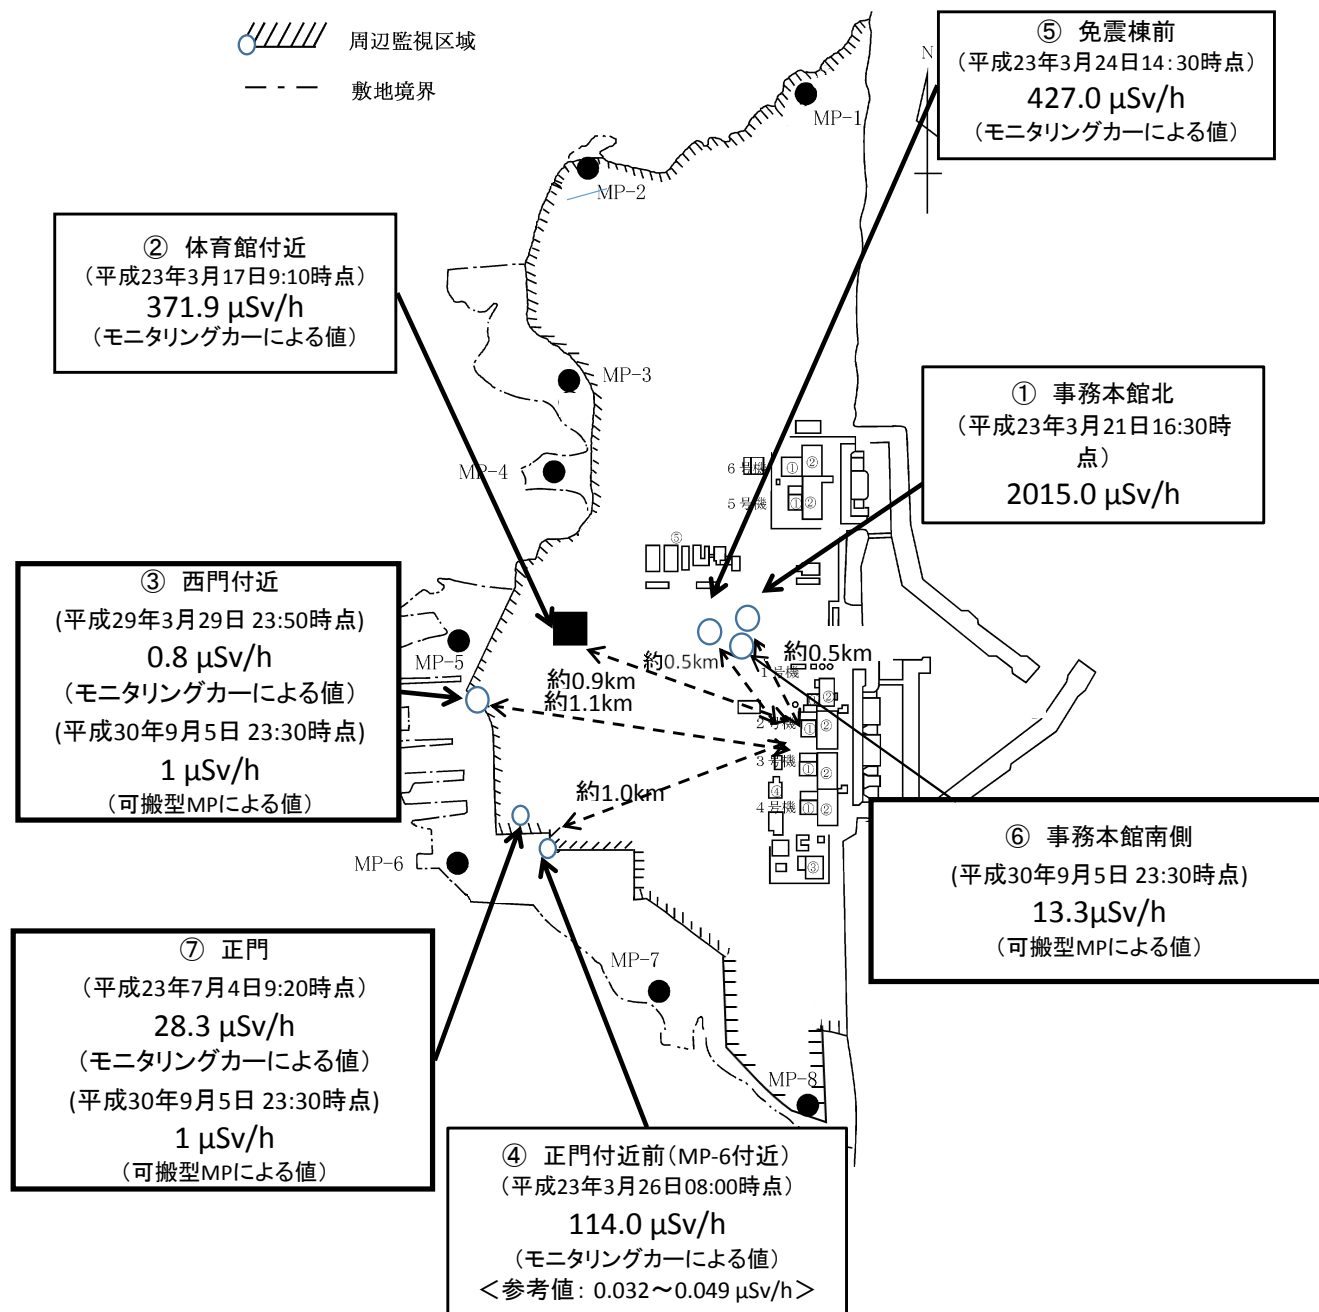 周辺監視区域
敷地境界
⑤ 免震棟前
（平成23年3月24日14:30時点）
427.0 μSv/h
（モニタリングカーによる値）
N
MP-1
MP-2
② 体育館付近
（平成23年3月17日9:10時点）
371.9 μSv/h
（モニタリングカーによる値）
MP-3
① 事務本館北
（平成23年3月21日16:30時
点）
2015.0 μSv/h
MP-4
6号機
①
②
5号機
①
②
⑤
③ 西門付近
(平成29年3月29日 23:50時点)
0.8 μSv/h
（モニタリングカーによる値）
(平成30年9月5日 23:30時点)
1 μSv/h
（可搬型MPによる値）
MP-5
約0.9km
約1.1km
約0.5km
約0.5km
1号機
②
2号機
①
②
3号機
①
②
④
4号機
①
②
③
約1.0km
MP-6
⑥ 事務本館南側
(平成30年9月5日 23:30時点)
13.3μSv/h
（可搬型MPによる値）
⑦ 正門
（平成23年7月4日9:20時点）
28.3 μSv/h
（モニタリングカーによる値）
(平成30年9月5日 23:30時点)
1 μSv/h
（可搬型MPによる値）
MP-7
MP-8
④ 正門付近前（MP-6付近）
（平成23年3月26日08:00時点）
114.0 μSv/h
（モニタリングカーによる値）
＜参考値: 0.032～0.049 μSv/h＞